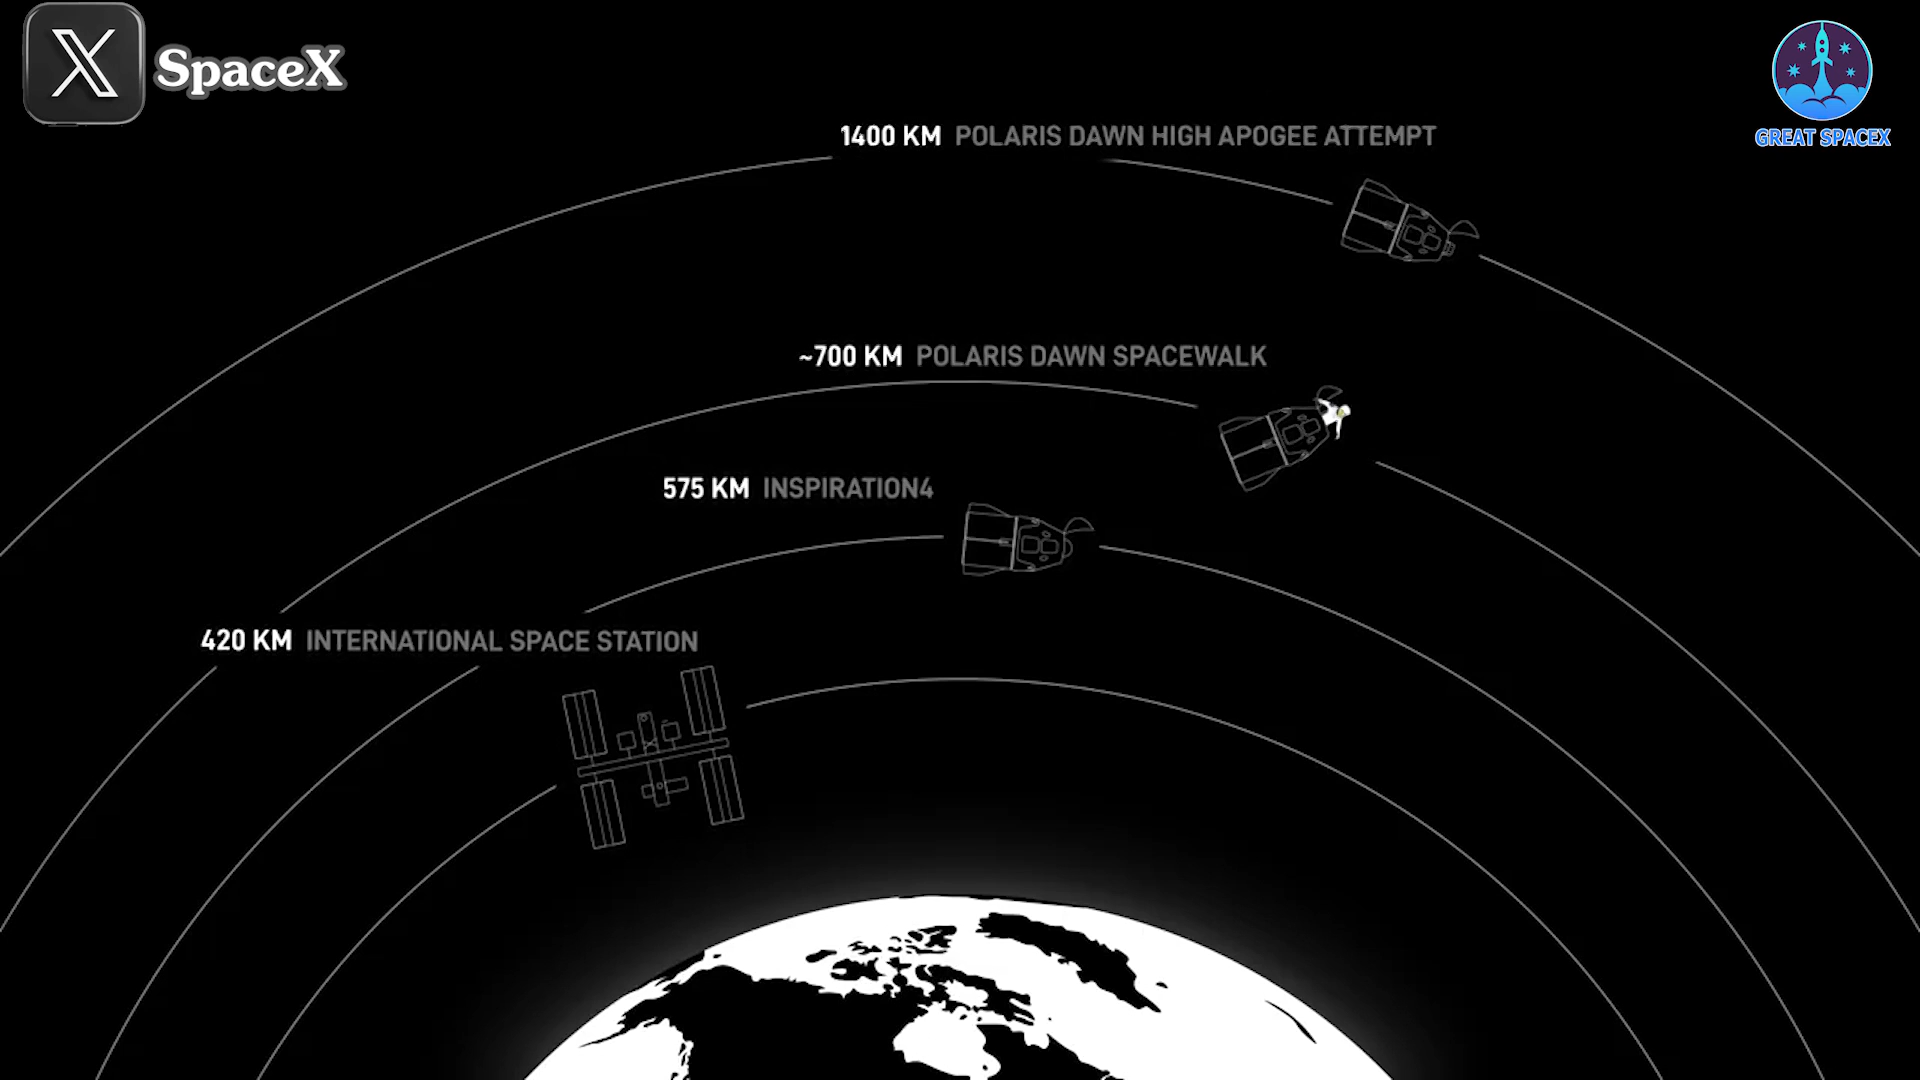 X SpaceX
GREAT SPACEX
1400 KM POLARIS DAWN HIGH APOGEE ATTEMPT
~700 KM POLARIS DAWN SPACEWALK
575 KM INSPIRATION4
420 KM INTERNATIONAL SPACE STATION